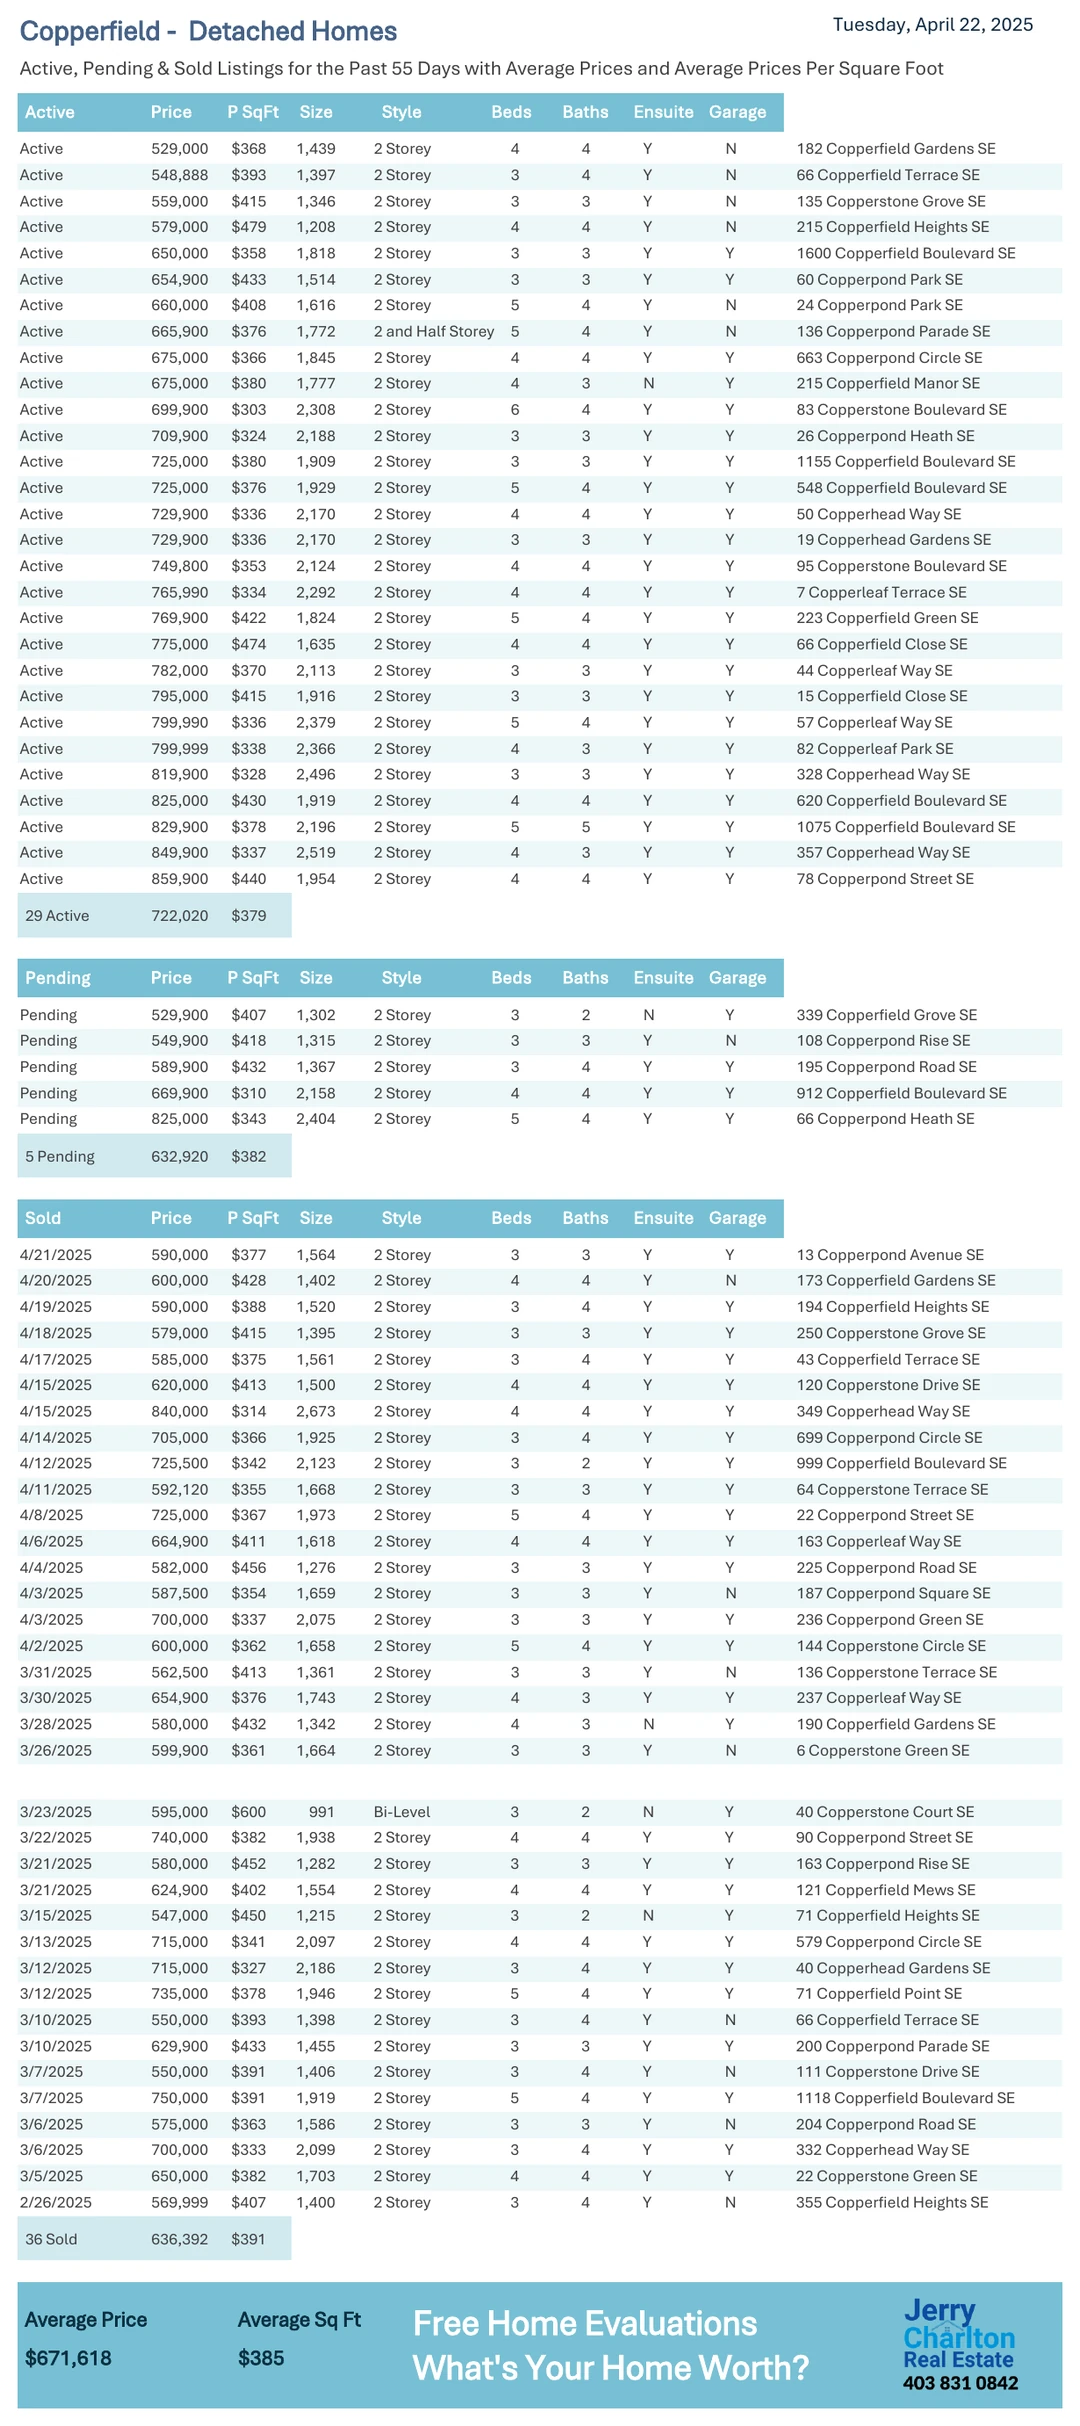 Copperfield - Detached Homes
Tuesday, April 22, 2025
Active, Pending & Sold Listings for the Past 55 Days with Average Prices and Average Prices Per Square Foot
Active Price P SqFt Size Style Beds Baths Ensuite Garage
Active 529,000 $368 1,439 2 Storey 4 4 Y N 182 Copperfield Gardens SE
Active 548,888 $393 1,397 2 Storey 3 4 Y N 66 Copperfield Terrace SE
Active 559,000 $415 1,346 2 Storey 3 3 Y N 135 Copperstone Grove SE
Active 579,000 $479 1,208 2 Storey 4 4 Y N 215 Copperfield Heights SE
Active 650,000 $358 1,818 2 Storey 3 3 Y Y 1600 Copperfield Boulevard SE
Active 654,900 $433 1,514 2 Storey 3 3 Y Y 60 Copperpond Park SE
Active 660,000 $408 1,616 2 Storey 5 4 Y N 24 Copperpond Park SE
Active 665,900 $376 1,772 2 and Half Storey 5 4 Y N 136 Copperpond Parade SE
Active 675,000 $366 1,845 2 Storey 4 4 Y Y 663 Copperpond Circle SE
Active 675,000 $380 1,777 2 Storey 4 3 N Y 215 Copperfield Manor SE
Active 699,900 $303 2,308 2 Storey 6 4 Y Y 83 Copperstone Boulevard SE
Active 709,900 $324 2,188 2 Storey 3 3 Y Y 26 Copperpond Heath SE
Active 725,000 $380 1,909 2 Storey 3 3 Y Y 1155 Copperfield Boulevard SE
Active 725,000 $376 1,929 2 Storey 5 4 Y Y 548 Copperfield Boulevard SE
Active 729,900 $336 2,170 2 Storey 4 4 Y Y 50 Copperhead Way SE
Active 729,900 $336 2,170 2 Storey 3 3 Y Y 19 Copperhead Gardens SE
Active 749,800 $353 2,124 2 Storey 4 4 Y Y 95 Copperstone Boulevard SE
Active 765,990 $334 2,292 2 Storey 4 4 Y Y 7 Copperleaf Terrace SE
Active 769,900 $422 1,824 2 Storey 5 4 Y Y 223 Copperfield Green SE
Active 775,000 $474 1,635 2 Storey 4 4 Y Y 66 Copperfield Close SE
Active 782,000 $370 2,113 2 Storey 3 3 Y Y 44 Copperleaf Way SE
Active 795,000 $415 1,916 2 Storey 3 3 Y Y 15 Copperfield Close SE
Active 799,990 $336 2,379 2 Storey 5 4 Y Y 57 Copperleaf Way SE
Active 799,999 $338 2,366 2 Storey 4 3 Y Y 82 Copperleaf Park SE
Active 819,900 $328 2,496 2 Storey 3 3 Y Y 328 Copperhead Way SE
Active 825,000 $430 1,919 2 Storey 4 4 Y Y 620 Copperfield Boulevard SE
Active 829,900 $378 2,196 2 Storey 5 5 Y Y 1075 Copperfield Boulevard SE
Active 849,900 $337 2,519 2 Storey 4 3 Y Y 357 Copperhead Way SE
Active 859,900 $440 1,954 2 Storey 4 4 Y Y 78 Copperpond Street SE
29 Active 722,020 $379
Pending Price P SqFt Size Style Beds Baths Ensuite Garage
Pending 529,900 $407 1,302 2 Storey 3 2 N Y 339 Copperfield Grove SE
Pending 549,900 $418 1,315 2 Storey 3 3 Y N 108 Copperpond Rise SE
Pending 589,900 $432 1,367 2 Storey 3 4 Y Y 195 Copperpond Road SE
Pending 669,900 $310 2,158 2 Storey 4 4 Y Y 912 Copperfield Boulevard SE
Pending 825,000 $343 2,404 2 Storey 5 4 Y Y 66 Copperpond Heath SE
5 Pending 632,920 $382
Sold Price P SqFt Size Style Beds Baths Ensuite Garage
4/21/2025 590,000 $377 1,564 2 Storey 3 3 Y Y 13 Copperpond Avenue SE
4/20/2025 600,000 $428 1,402 2 Storey 4 4 Y N 173 Copperfield Gardens SE
4/19/2025 590,000 $388 1,520 2 Storey 3 4 Y Y 194 Copperfield Heights SE
4/18/2025 579,000 $415 1,395 2 Storey 3 3 Y Y 250 Copperstone Grove SE
4/17/2025 585,000 $375 1,561 2 Storey 3 4 Y Y 43 Copperfield Terrace SE
4/15/2025 620,000 $413 1,500 2 Storey 4 4 Y Y 120 Copperstone Drive SE
4/15/2025 840,000 $314 2,673 2 Storey 4 4 Y Y 349 Copperhead Way SE
4/14/2025 705,000 $366 1,925 2 Storey 3 4 Y Y 699 Copperpond Circle SE
4/12/2025 725,500 $342 2,123 2 Storey 3 2 Y Y 999 Copperfield Boulevard SE
4/11/2025 592,120 $355 1,668 2 Storey 3 3 Y Y 64 Copperstone Terrace SE
4/8/2025 725,000 $367 1,973 2 Storey 5 4 Y Y 22 Copperpond Street SE
4/6/2025 664,900 $411 1,618 2 Storey 4 4 Y Y 163 Copperleaf Way SE
4/4/2025 582,000 $456 1,276 2 Storey 3 3 Y Y 225 Copperpond Road SE
4/3/2025 587,500 $354 1,659 2 Storey 3 3 Y N 187 Copperpond Square SE
4/3/2025 700,000 $337 2,075 2 Storey 3 3 Y Y 236 Copperpond Green SE
4/2/2025 600,000 $362 1,658 2 Storey 5 4 Y Y 144 Copperstone Circle SE
3/31/2025 562,500 $413 1,361 2 Storey 3 3 Y N 136 Copperstone Terrace SE
3/30/2025 654,900 $376 1,743 2 Storey 4 3 Y Y 237 Copperleaf Way SE
3/28/2025 580,000 $432 1,342 2 Storey 4 3 N Y 190 Copperfield Gardens SE
3/26/2025 599,900 $361 1,664 2 Storey 3 3 Y N 6 Copperstone Green SE
3/23/2025 595,000 $600 991 Bi-Level 3 2 N Y 40 Copperstone Court SE
3/22/2025 740,000 $382 1,938 2 Storey 4 4 Y Y 90 Copperpond Street SE
3/21/2025 580,000 $452 1,282 2 Storey 3 3 Y Y 163 Copperpond Rise SE
3/21/2025 624,900 $402 1,554 2 Storey 4 4 Y Y 121 Copperfield Mews SE
3/15/2025 547,000 $450 1,215 2 Storey 3 2 N Y 71 Copperfield Heights SE
3/13/2025 715,000 $341 2,097 2 Storey 4 4 Y Y 579 Copperpond Circle SE
3/12/2025 715,000 $327 2,186 2 Storey 3 4 Y Y 40 Copperhead Gardens SE
3/12/2025 735,000 $378 1,946 2 Storey 5 4 Y Y 71 Copperfield Point SE
3/10/2025 550,000 $393 1,398 2 Storey 3 4 Y N 66 Copperfield Terrace SE
3/10/2025 629,900 $433 1,455 2 Storey 3 3 Y Y 200 Copperpond Parade SE
3/7/2025 550,000 $391 1,406 2 Storey 3 4 Y N 111 Copperstone Drive SE
3/7/2025 750,000 $391 1,919 2 Storey 5 4 Y Y 1118 Copperfield Boulevard SE
3/6/2025 575,000 $363 1,586 2 Storey 3 3 Y N 204 Copperpond Road SE
3/6/2025 700,000 $333 2,099 2 Storey 3 4 Y Y 332 Copperhead Way SE
3/5/2025 650,000 $382 1,703 2 Storey 4 4 Y Y 22 Copperstone Green SE
2/26/2025 569,999 $407 1,400 2 Storey 3 4 Y N 355 Copperfield Heights SE
36 Sold 636,392 $391
Average Price Average Sq Ft
$671,618 $385
Free Home Evaluations
What's Your Home Worth?
Jerry
Charlton
Real Estate
403 831 0842